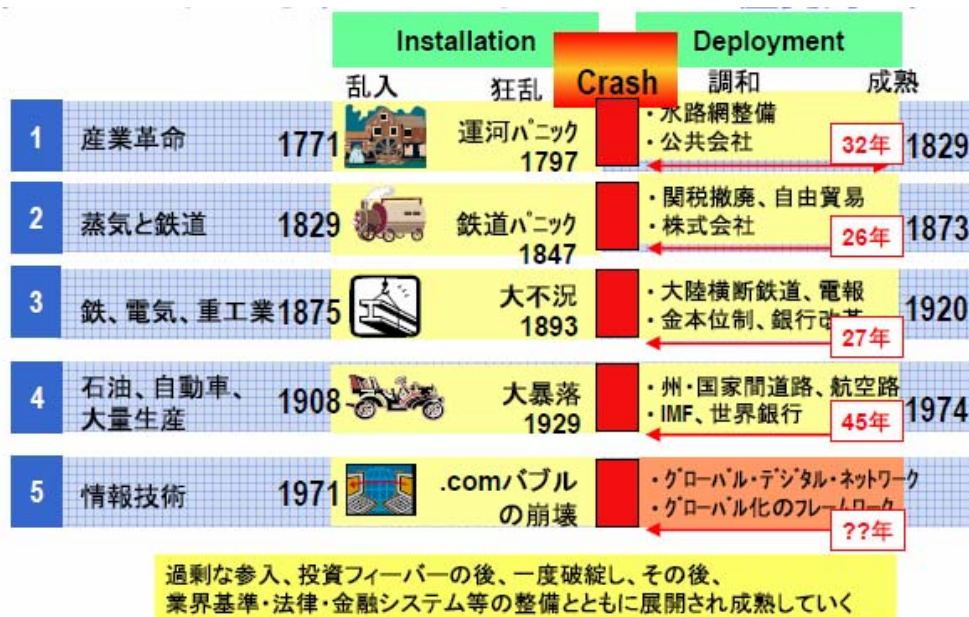 Installation
Deployment
Crash
乱入
狂乱
調和
成熟
1
産業革命
1771
運河パニック
1797
・水路網整備
・公共会社
32年
1829
2
蒸気と鉄道
1829
鉄道パニック
1847
・関税撤廃、自由貿易
・株式会社
26年
1873
3
鉄、電気、重工業
1875
大不況
1893
・大陸横断鉄道、電報
・金本位制、銀行改革
27年
1920
4
石油、自動車、
大量生産
1908
大暴落
1929
・州・国家間道路、航空路
・IMF、世界銀行
45年
1974
5
情報技術
1971
.comバブル
の崩壊
・グローバル・デジタル・ネットワーク
・グローバル化のフレームワーク
??年
過剰な参入、投資フィーバーの後、一度破綻し、その後、
業界基準・法律・金融システム等の整備とともに展開され成熟していく